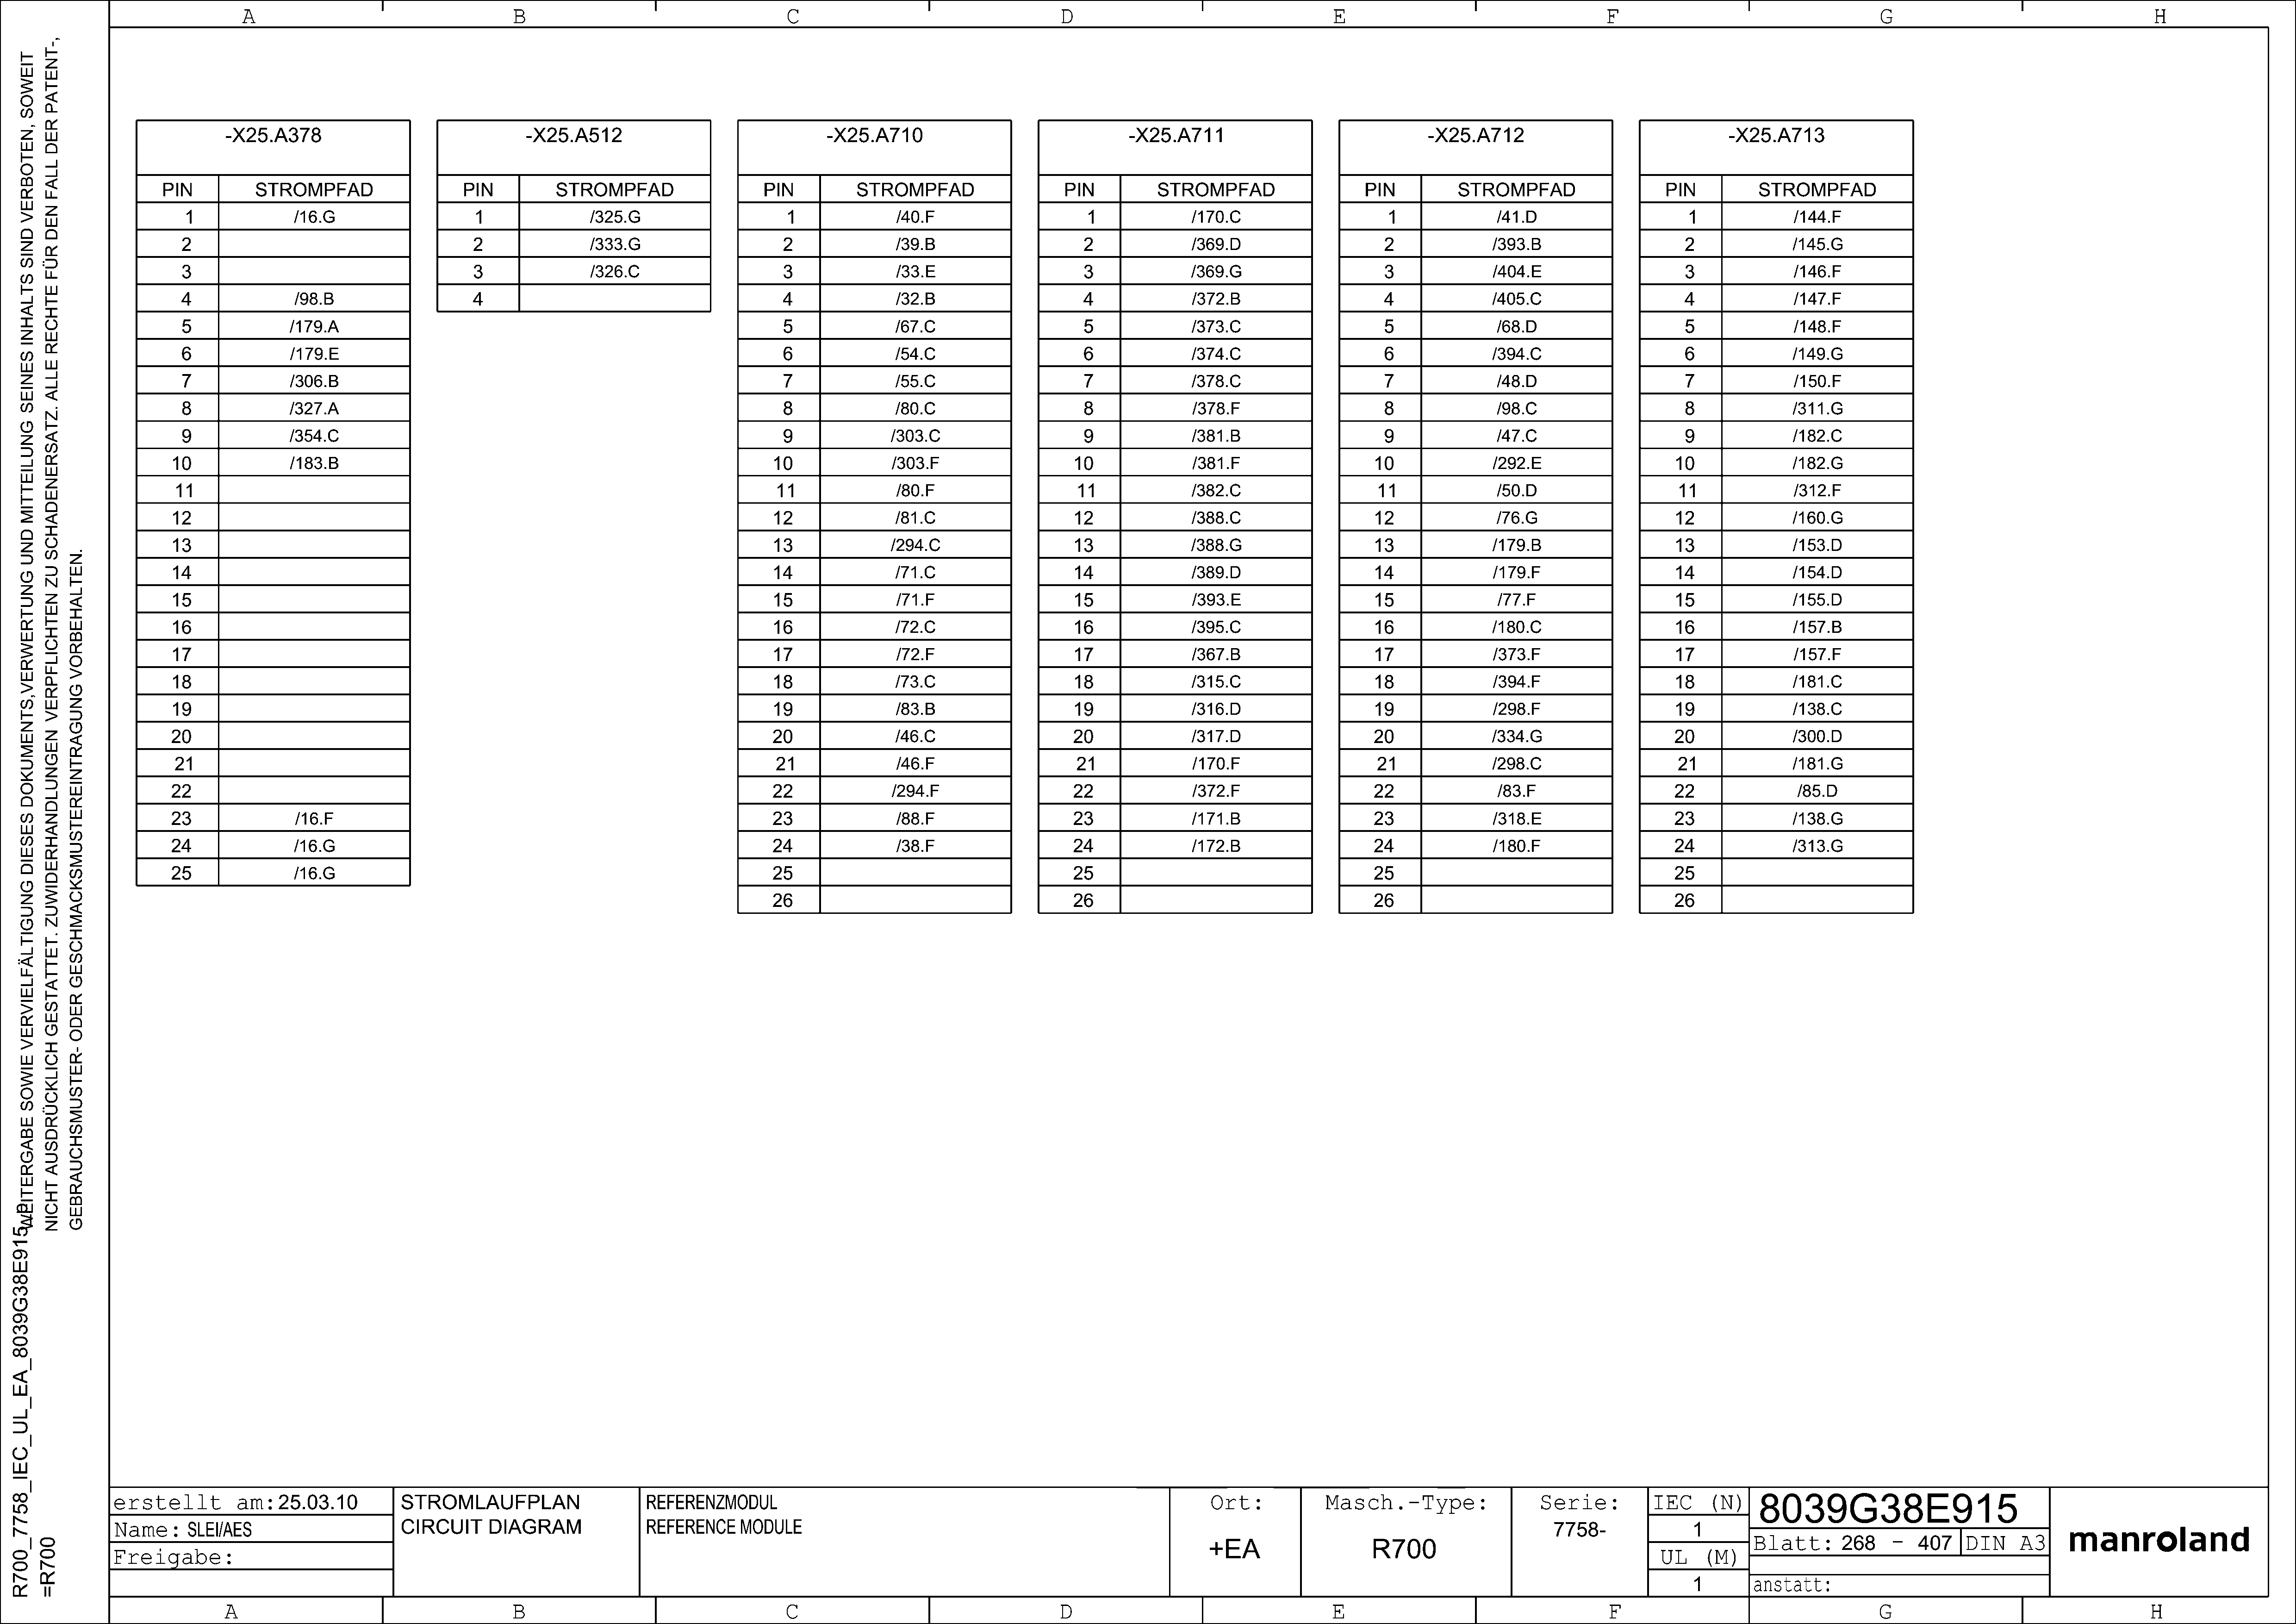 A B C D E F G H
-X25.A378 -X25.A512 -X25.A710 -X25.A711 -X25.A712 -X25.A713
PIN STROMPFAD PIN STROMPFAD PIN STROMPFAD PIN STROMPFAD PIN STROMPFAD PIN STROMPFAD
1 /16.G 1 /325.G 1 /40.F 1 /170.C 1 /41.D 1 /144.F
2 2 /333.G 2 /39.B 2 /369.D 2 /393.B 2 /145.G
3 3 /326.C 3 /33.E 3 /369.G 3 /404.E 3 /146.F
4 /98.B 4 4 /32.B 4 /372.B 4 /405.C 4 /147.F
5 /179.A 5 /67.C 5 /373.C 5 /68.D 5 /148.F
6 /179.E 6 /54.C 6 /374.C 6 /394.C 6 /149.G
7 /306.B 7 /55.C 7 /378.C 7 /48.D 7 /150.F
8 /327.A 8 /80.C 8 /378.F 8 /98.C 8 /311.G
9 /354.C 9 /303.C 9 /381.B 9 /47.C 9 /182.C
10 /183.B 10 /303.F 10 /381.F 10 /292.E 10 /182.G
11 11 /80.F 11 /382.C 11 /50.D 11 /312.F
12 12 /81.C 12 /388.C 12 /76.G 12 /160.G
13 13 /294.C 13 /388.G 13 /179.B 13 /153.D
14 14 /71.C 14 /389.D 14 /179.F 14 /154.D
15 15 /71.F 15 /393.E 15 /77.F 15 /155.D
16 16 /72.C 16 /395.C 16 /180.C 16 /157.B
17 17 /72.F 17 /367.B 17 /373.F 17 /157.F
18 18 /73.C 18 /315.C 18 /394.F 18 /181.C
19 19 /83.B 19 /316.D 19 /298.F 19 /138.C
20 20 /46.C 20 /317.D 20 /334.G 20 /300.D
21 21 /46.F 21 /170.F 21 /298.C 21 /181.G
22 22 /294.F 22 /372.F 22 /83.F 22 /85.D
23 /16.F 23 /88.F 23 /171.B 23 /318.E 23 /138.G
24 /16.G 24 /38.F 24 /172.B 24 /180.F 24 /313.G
25 /16.G 25 25 25 25
26 26 26 26
WEITERGABE SOWIE VERVIELFÄLTIGUNG DIESES DOKUMENTS,VERWERTUNG UND MITTEILUNG SEINES INHALTS SIND VERBOTEN, SOWEIT
NICHT AUSDRÜCKLICH GESTATTET. ZUWIDERHANDLUNGEN VERPFLICHTEN ZU SCHADENERSATZ. ALLE RECHTE FÜR DEN FALL DER PATENT-,
GEBRAUCHSMUSTER- ODER GESCHMACKSMUSTEREINTRAGUNG VORBEHALTEN.
=R700
erstellt am: 25.03.10 STROMLAUFPLAN REFERENZMODUL Ort: Masch.-Type: Serie: IEC (N) 8039G38E915
Name: SLEI/AES CIRCUIT DIAGRAM REFERENCE MODULE +EA R700 7758- 1 manroland
Freigabe: UL (M) Blatt: 268 - 407 DIN A3
1 anstatt:
A B C D E F G H